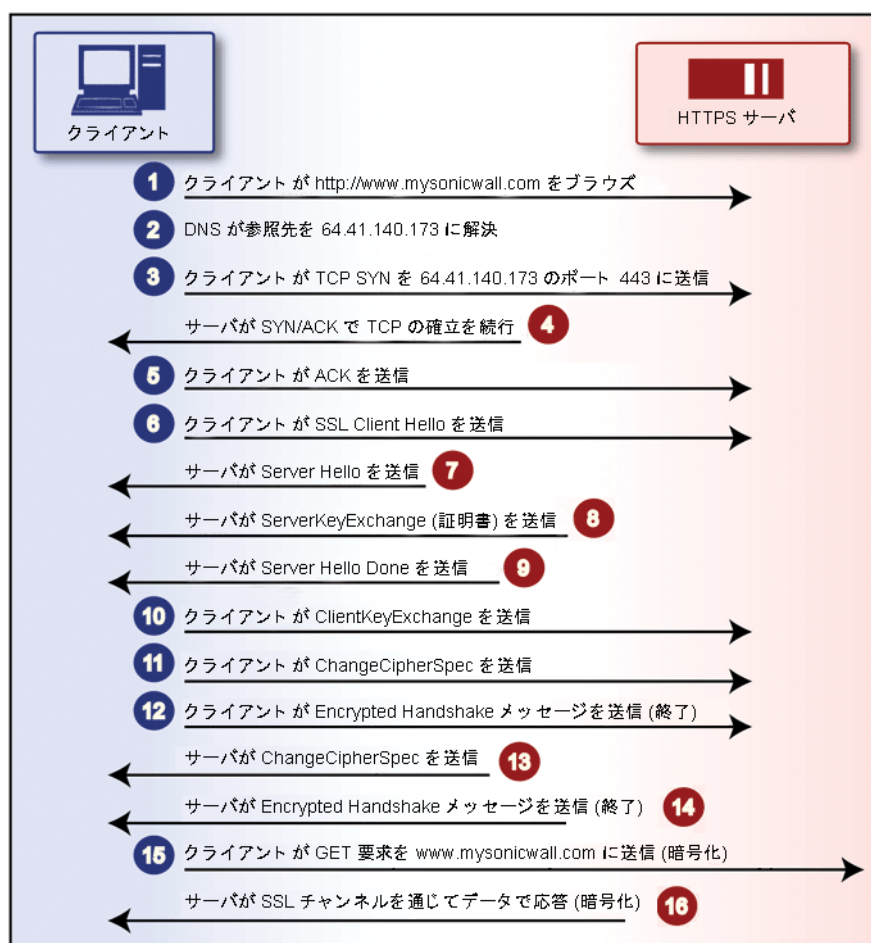 クライアント
HTTPS サーバ
1 クライアント が http://www.mysonicwall.com をブラウズ
2 DNS が参照先を 64.41.140.173 に解決
3 クライアント が TCP SYN を 64.41.140.173 のポート 443 に送信
サーバが SYN/ACK で TCP の確立を続行 4
5 クライアント が ACK を送信
6 クライアント が SSL Client Hello を送信
サーバが Server Hello を送信 7
サーバが ServerKeyExchange (証明書) を送信 8
サーバが Server Hello Done を送信 9
10 クライアント が ClientKeyExchange を送信
11 クライアント が ChangeCipherSpec を送信
12 クライアント が Encrypted Handshake メッセージを送信 (終了)
サーバが ChangeCipherSpec を送信 13
サーバが Encrypted Handshake メッセージを送信 (終了) 14
15 クライアント が GET 要求を www.mysonicwall.com に送信 (暗号化)
サーバが SSL チャンネルを通じてデータで応答 (暗号化) 16